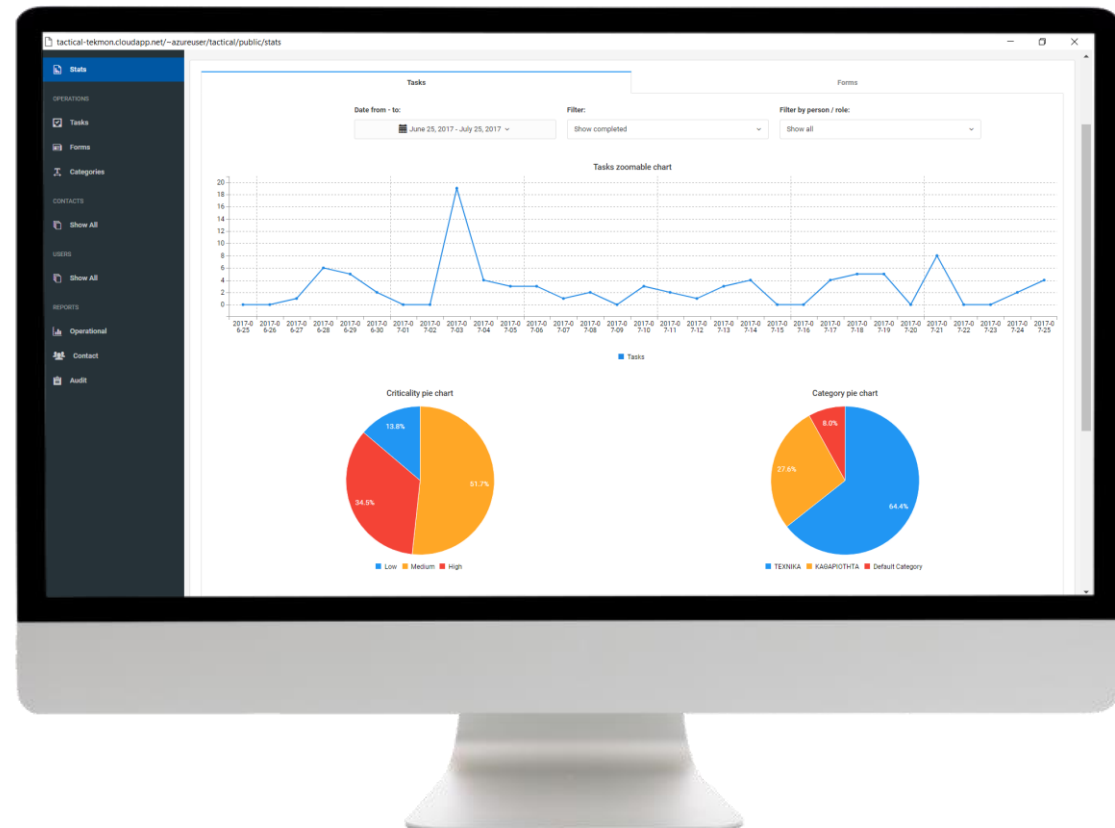 tactical-tekmon.cloudapp.net/~azureuser/tactical/public/stats
Stats
OPERATIONS
Tasks
Forms
Categories
CONTACTS
Show All
USERS
Show All
REPORTS
Operational
Contact
Audit
Tasks Forms
Date from - to: Filter: Filter by person / role:
June 25, 2017 - July 25, 2017 Show completed Show all
Tasks zoomable chart
20
18
16
14
12
10
8
6
4
2
0
2017-0 2017-0 2017-0 2017-0 2017-0 2017-0 2017-0 2017-0 2017-0 2017-0 2017-0 2017-0 2017-0 2017-0 2017-0 2017-0 2017-0 2017-0 2017-0 2017-0 2017-0 2017-0 2017-0 2017-0 2017-0 2017-0 2017-0 2017-0 2017-0 2017-0 2017-0
6-25 6-26 6-27 6-28 6-29 6-30 7-01 7-02 7-03 7-04 7-05 7-06 7-07 7-08 7-09 7-10 7-11 7-12 7-13 7-14 7-15 7-16 7-17 7-18 7-19 7-20 7-21 7-22 7-23 7-24 7-25
Tasks
Criticality pie chart
13.8%
51.7%
34.5%
Low Medium High
Category pie chart
8.0%
27.6%
64.4%
ΤΕΧΝΙΚΑ ΚΑΘΑΡΙΟΤΗΤΑ Default Category